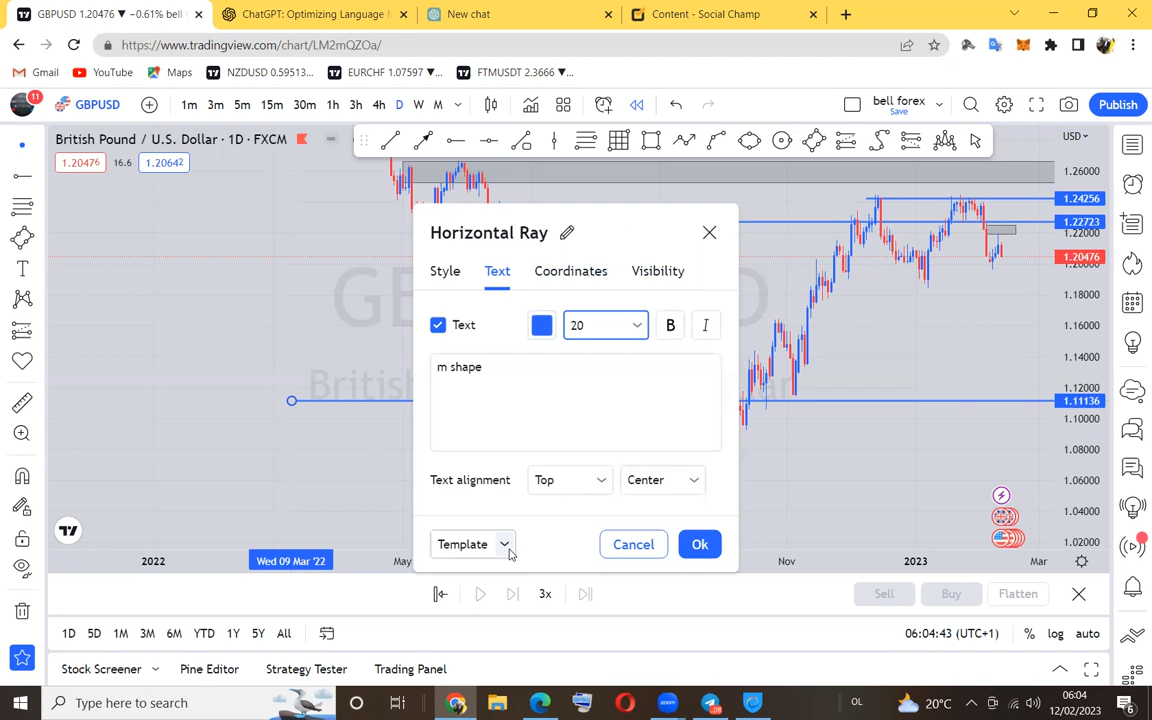 GBPUSD 1.20476 ▼ −0.61% bell
ChatGPT: Optimizing Language
New chat
Content - Social Champ
https://www.tradingview.com/chart/LM2mQZOa/
Gmail
YouTube
Maps
NZDUSD 0.59513...
EURCHF 1.07597 ▼...
FTMUSDT 2.3666 ▼...
11
GBPUSD
1m 3m 5m 15m 30m 1h 3h 4h D W M
bell forex
Save
Publish
British Pound / U.S. Dollar · 1D · FXCM
USD
1.20476 16.6 1.20642
1.26000
1.24256
1.22723
1.22000
1.20476
1.20000
1.18000
1.16000
1.14000
1.12000
1.11136
1.10000
1.08000
1.06000
1.04000
1.02000
Horizontal Ray
Style Text Coordinates Visibility
Text 20 B I
m shape
Text alignment Top Center
Template Cancel Ok
2022 Wed 09 Mar '22 May Nov 2023 Mar
3x
Sell Buy Flatten
1D 5D 1M 3M 6M YTD 1Y 5Y All
06:04:43 (UTC+1) % log auto
Stock Screener Pine Editor Strategy Tester Trading Panel
Type here to search
20°C
OL
06:04
12/02/2023
6